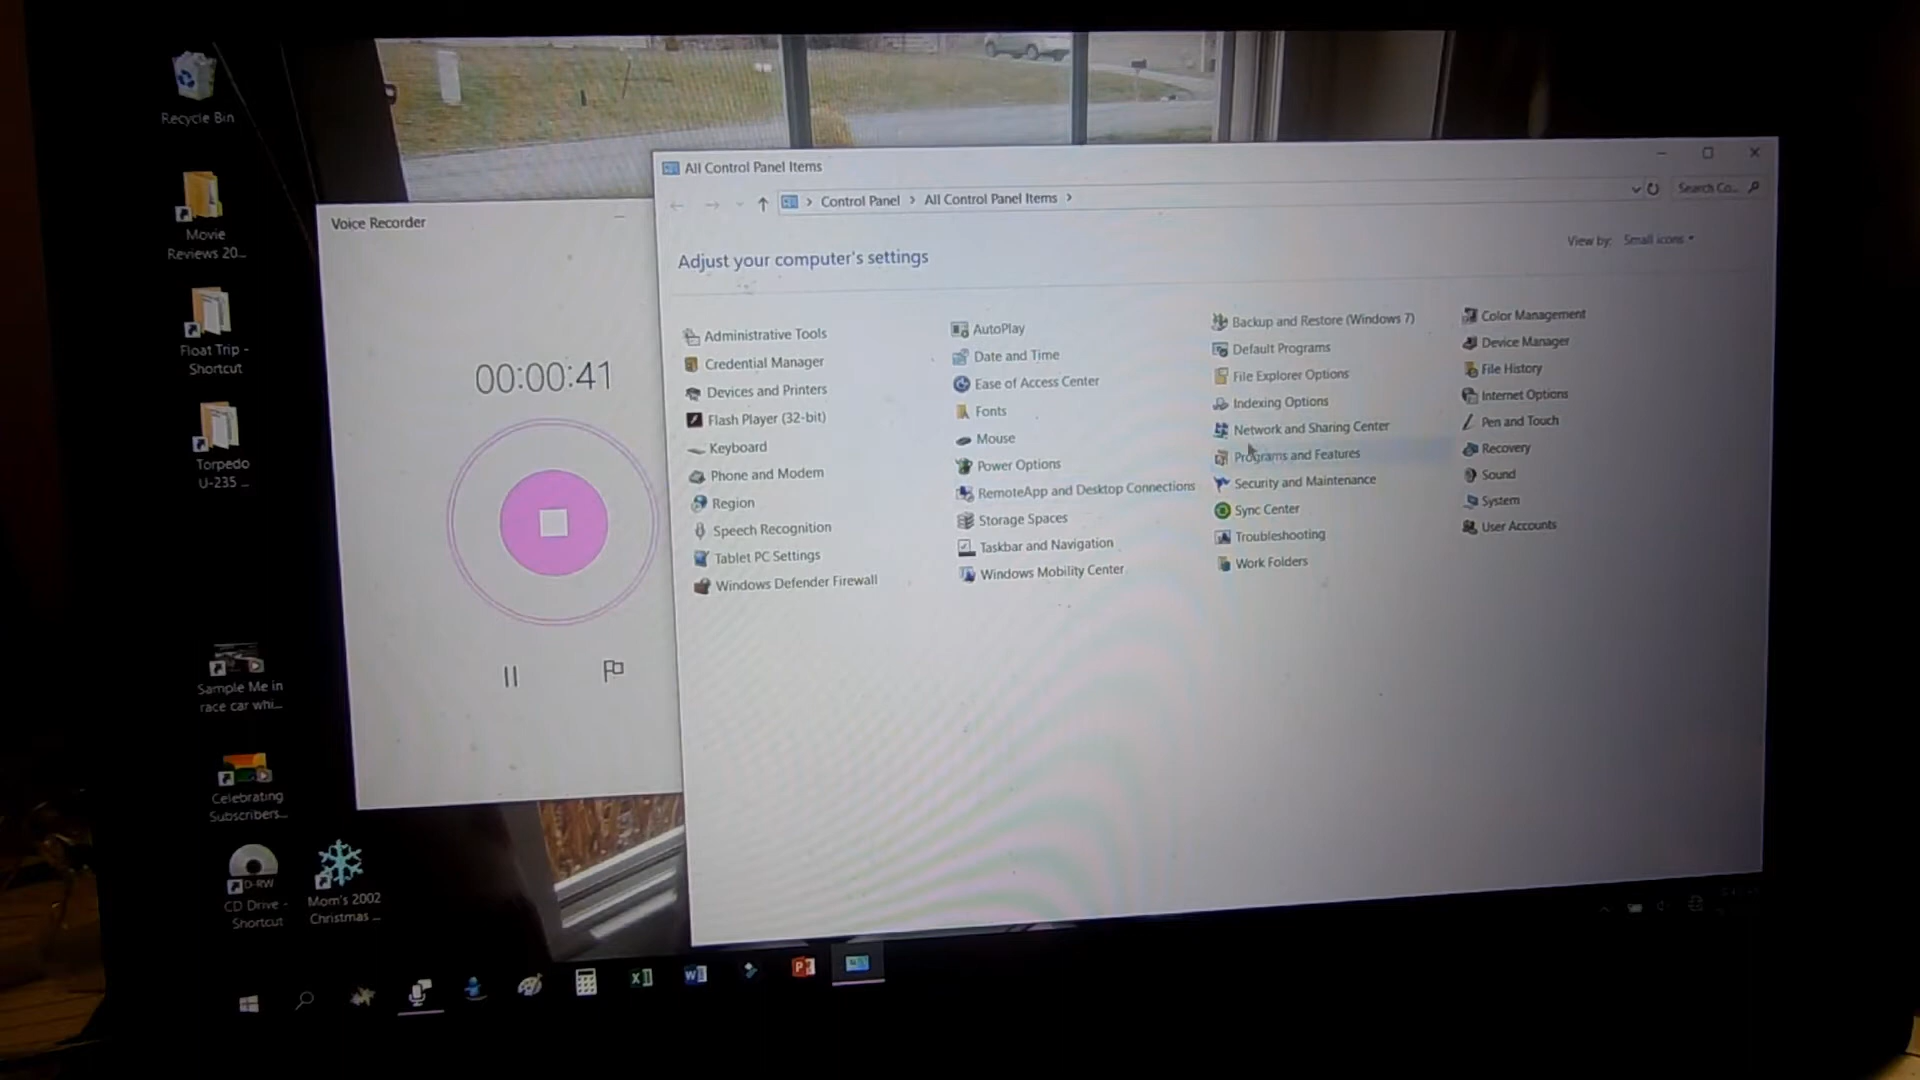 Recycle Bin
Movie
Reviews 20...
Float Trip -
Shortcut
Torpedo
U-235 ...
Sample Me in
race car whi...
Celebrating
Subscribers...
D-RW
CD Drive -
Shortcut
Mom's 2002
Christmas ...
Voice Recorder
00:00:41
All Control Panel Items
Control Panel > All Control Panel Items >
Search Co...
Adjust your computer's settings
View by: Small icons
Administrative Tools
Credential Manager
Devices and Printers
Flash Player (32-bit)
Keyboard
Phone and Modem
Region
Speech Recognition
Tablet PC Settings
Windows Defender Firewall
AutoPlay
Date and Time
Ease of Access Center
Fonts
Mouse
Power Options
RemoteApp and Desktop Connections
Storage Spaces
Taskbar and Navigation
Windows Mobility Center
Backup and Restore (Windows 7)
Default Programs
File Explorer Options
Indexing Options
Network and Sharing Center
Programs and Features
Security and Maintenance
Sync Center
Troubleshooting
Work Folders
Color Management
Device Manager
File History
Internet Options
Pen and Touch
Recovery
Sound
System
User Accounts